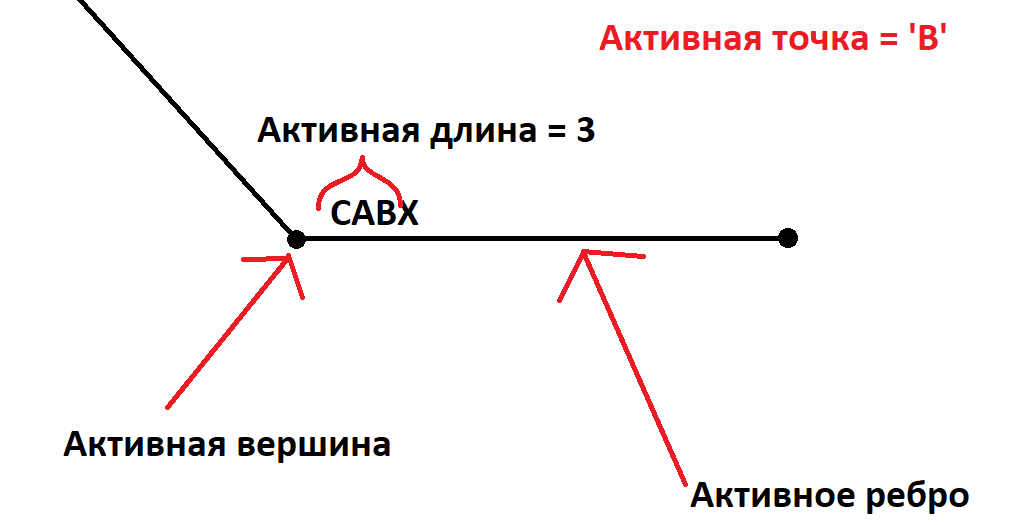 Активная точка = 'B'
Активная длина = 3
CABX
Активная вершина
Активное ребро